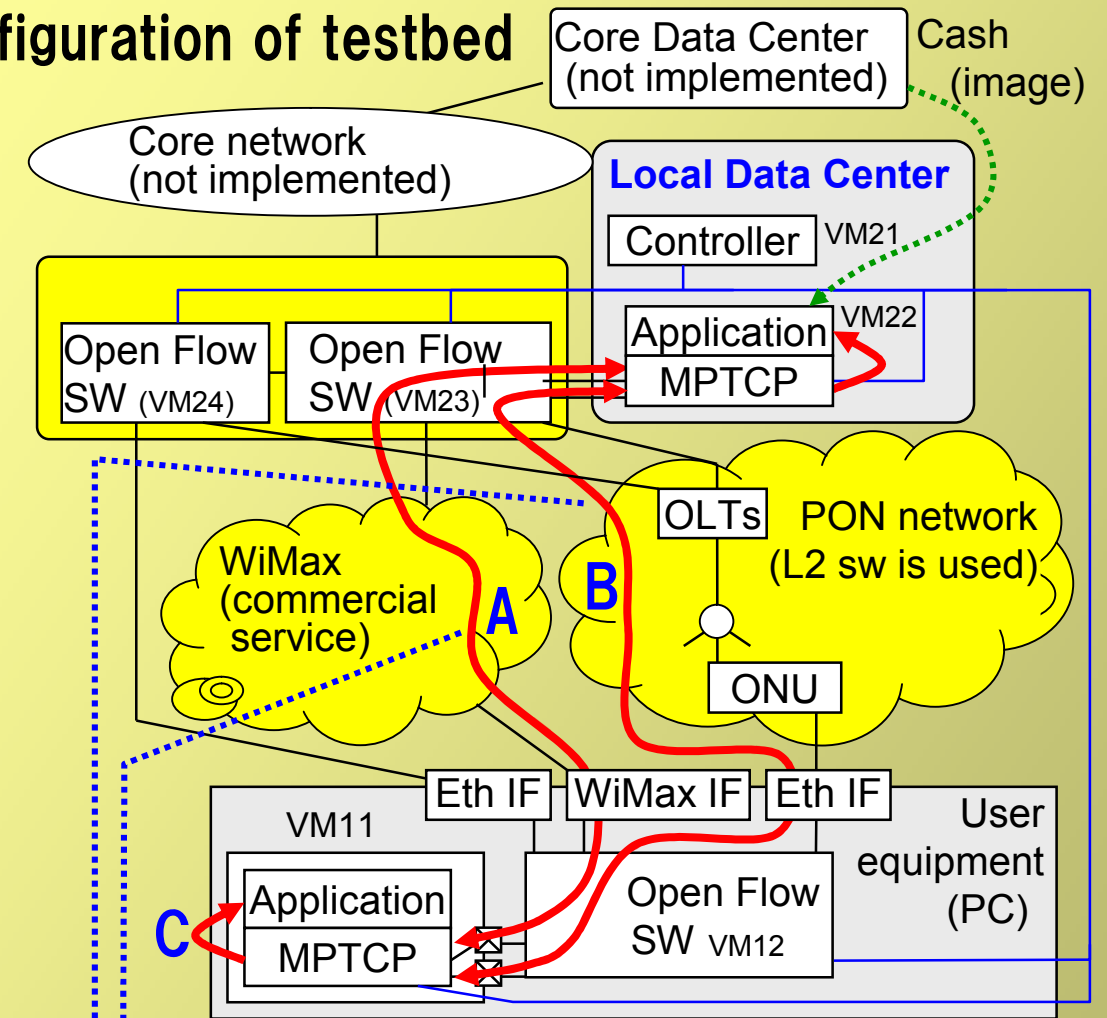 figuration of testbed
Core Data Center
(not implemented)
Cash
(image)
Core network
(not implemented)
Local Data Center
Controller VM21
Application VM22
MPTCP
Open Flow
SW (VM24)
Open Flow
SW (VM23)
OLTs
PON network
(L2 sw is used)
WiMax
(commercial
service)
A
B
ONU
Eth IF
WiMax IF
Eth IF
VM11
User
equipment
(PC)
Application
MPTCP
C
Open Flow
SW VM12